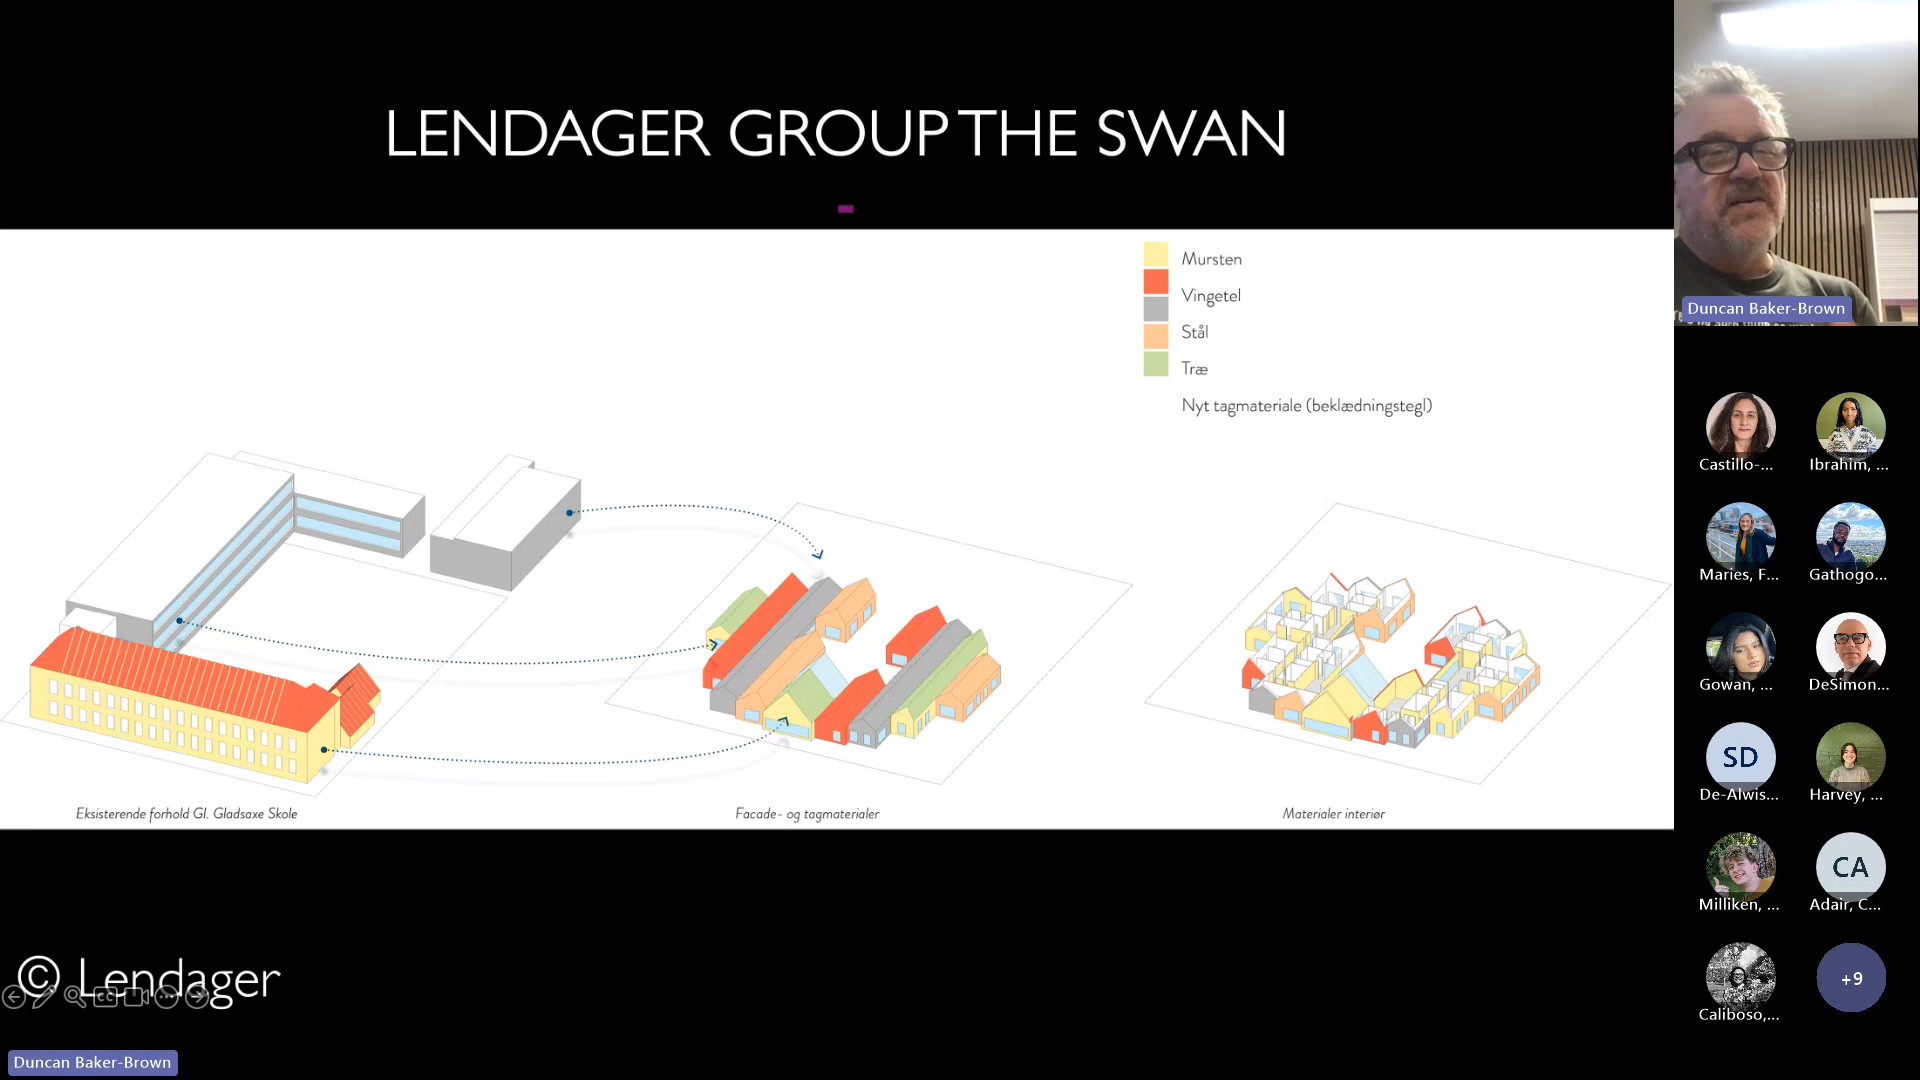 LENDAGER GROUP THE SWAN
Mursten
Vingetel
Stål
Træ
Nyt tagmateriale (beklædningstegl)
Eksisterende forhold Gl. Gladsaxe Skole
Facade- og tagmaterialer
Materialer interiør
© Lendager
CC
Duncan Baker-Brown
Duncan Baker-Brown
Castillo-...
Ibrahim, ...
Maries, F...
Gathogo...
Gowan, ...
DeSimon...
SD
De-Alwis...
Harvey, ...
Milliken, ...
CA
Adair, C...
Caliboso,...
+9